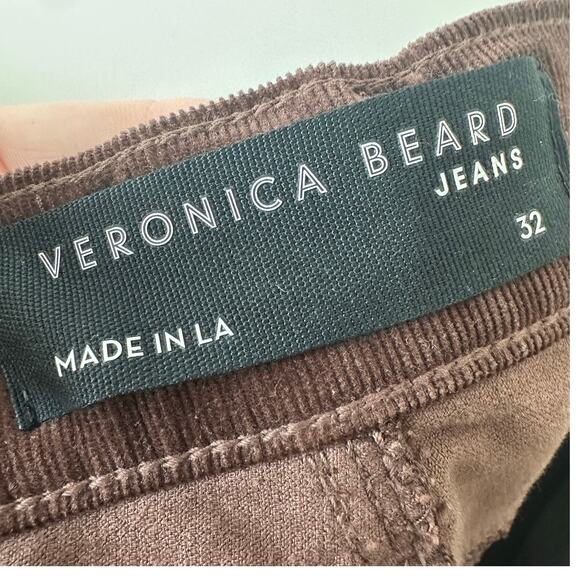 VERONICA BEARD
JEANS
32
MADE IN LA